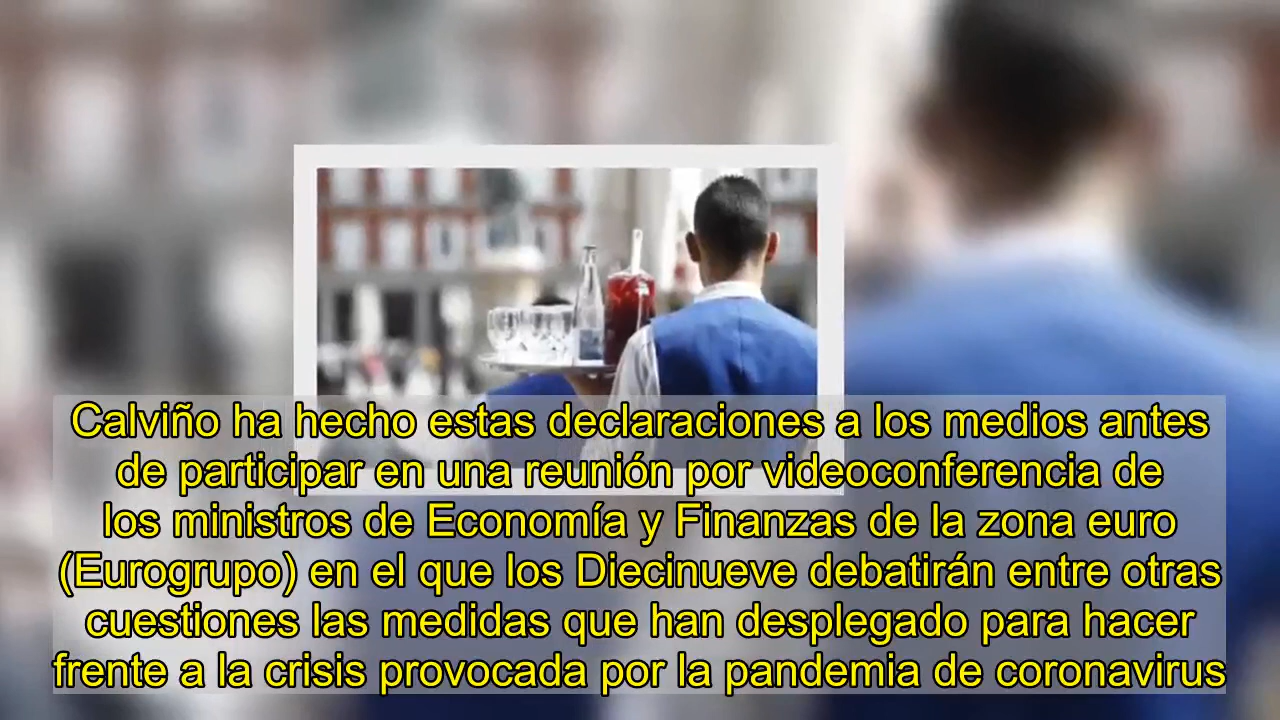 Calviño ha hecho estas declaraciones a los medios antes
de participar en una reunión por videoconferencia de
los ministros de Economía y Finanzas de la zona euro
(Eurogrupo) en el que los Diecinueve debatirán entre otras
cuestiones las medidas que han desplegado para hacer
frente a la crisis provocada por la pandemia de coronavirus